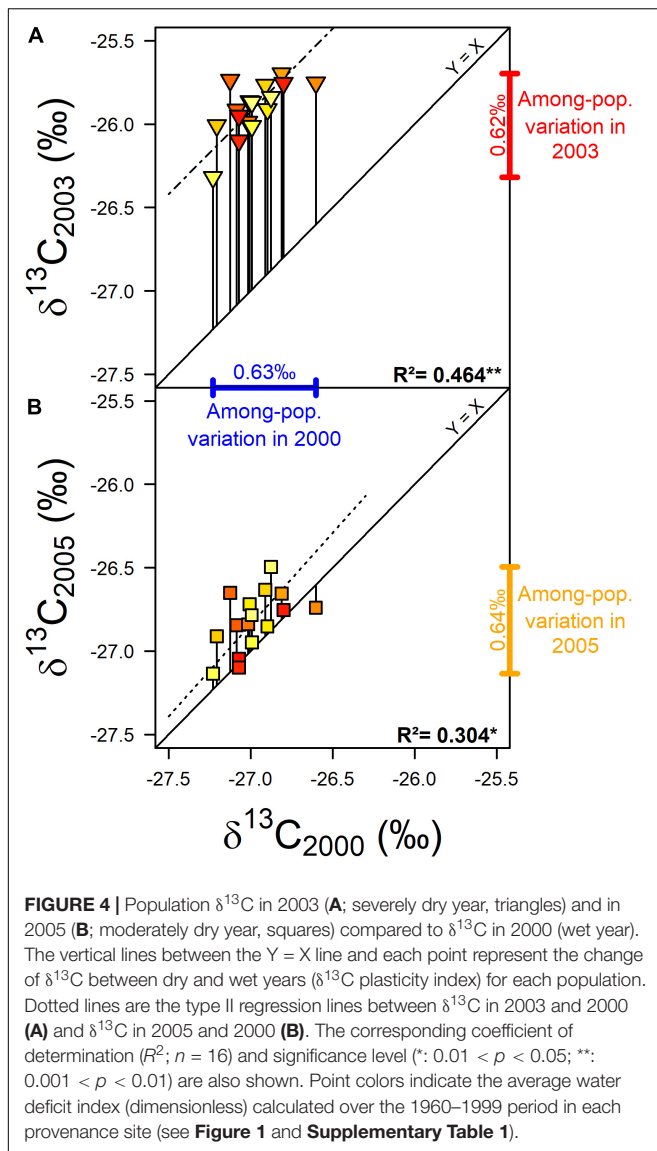 A
-25.5
-26.0
-26.5
-27.0
-27.5
δ¹³C₂₀₀₃ (‰)
Y = X
0.62‰
Among-pop.
variation in
2003
R²= 0.464**
0.63‰
Among-pop.
variation in 2000
B
-25.5
-26.0
-26.5
-27.0
-27.5
δ¹³C₂₀₀₅ (‰)
Y = X
0.64‰
Among-pop.
variation in
2005
R²= 0.304*
-27.5 -27.0 -26.5 -26.0 -25.5
δ¹³C₂₀₀₀ (‰)
FIGURE 4 | Population δ¹³C in 2003 (A; severely dry year, triangles) and in
2005 (B; moderately dry year, squares) compared to δ¹³C in 2000 (wet year).
The vertical lines between the Y = X line and each point represent the change
of δ¹³C between dry and wet years (δ¹³C plasticity index) for each population.
Dotted lines are the type II regression lines between δ¹³C in 2003 and 2000
(A) and δ¹³C in 2005 and 2000 (B). The corresponding coefficient of
determination (R²; n = 16) and significance level (*: 0.01 < p < 0.05; **:
0.001 < p < 0.01) are also shown. Point colors indicate the average water
deficit index (dimensionless) calculated over the 1960–1999 period in each
provenance site (see Figure 1 and Supplementary Table 1).